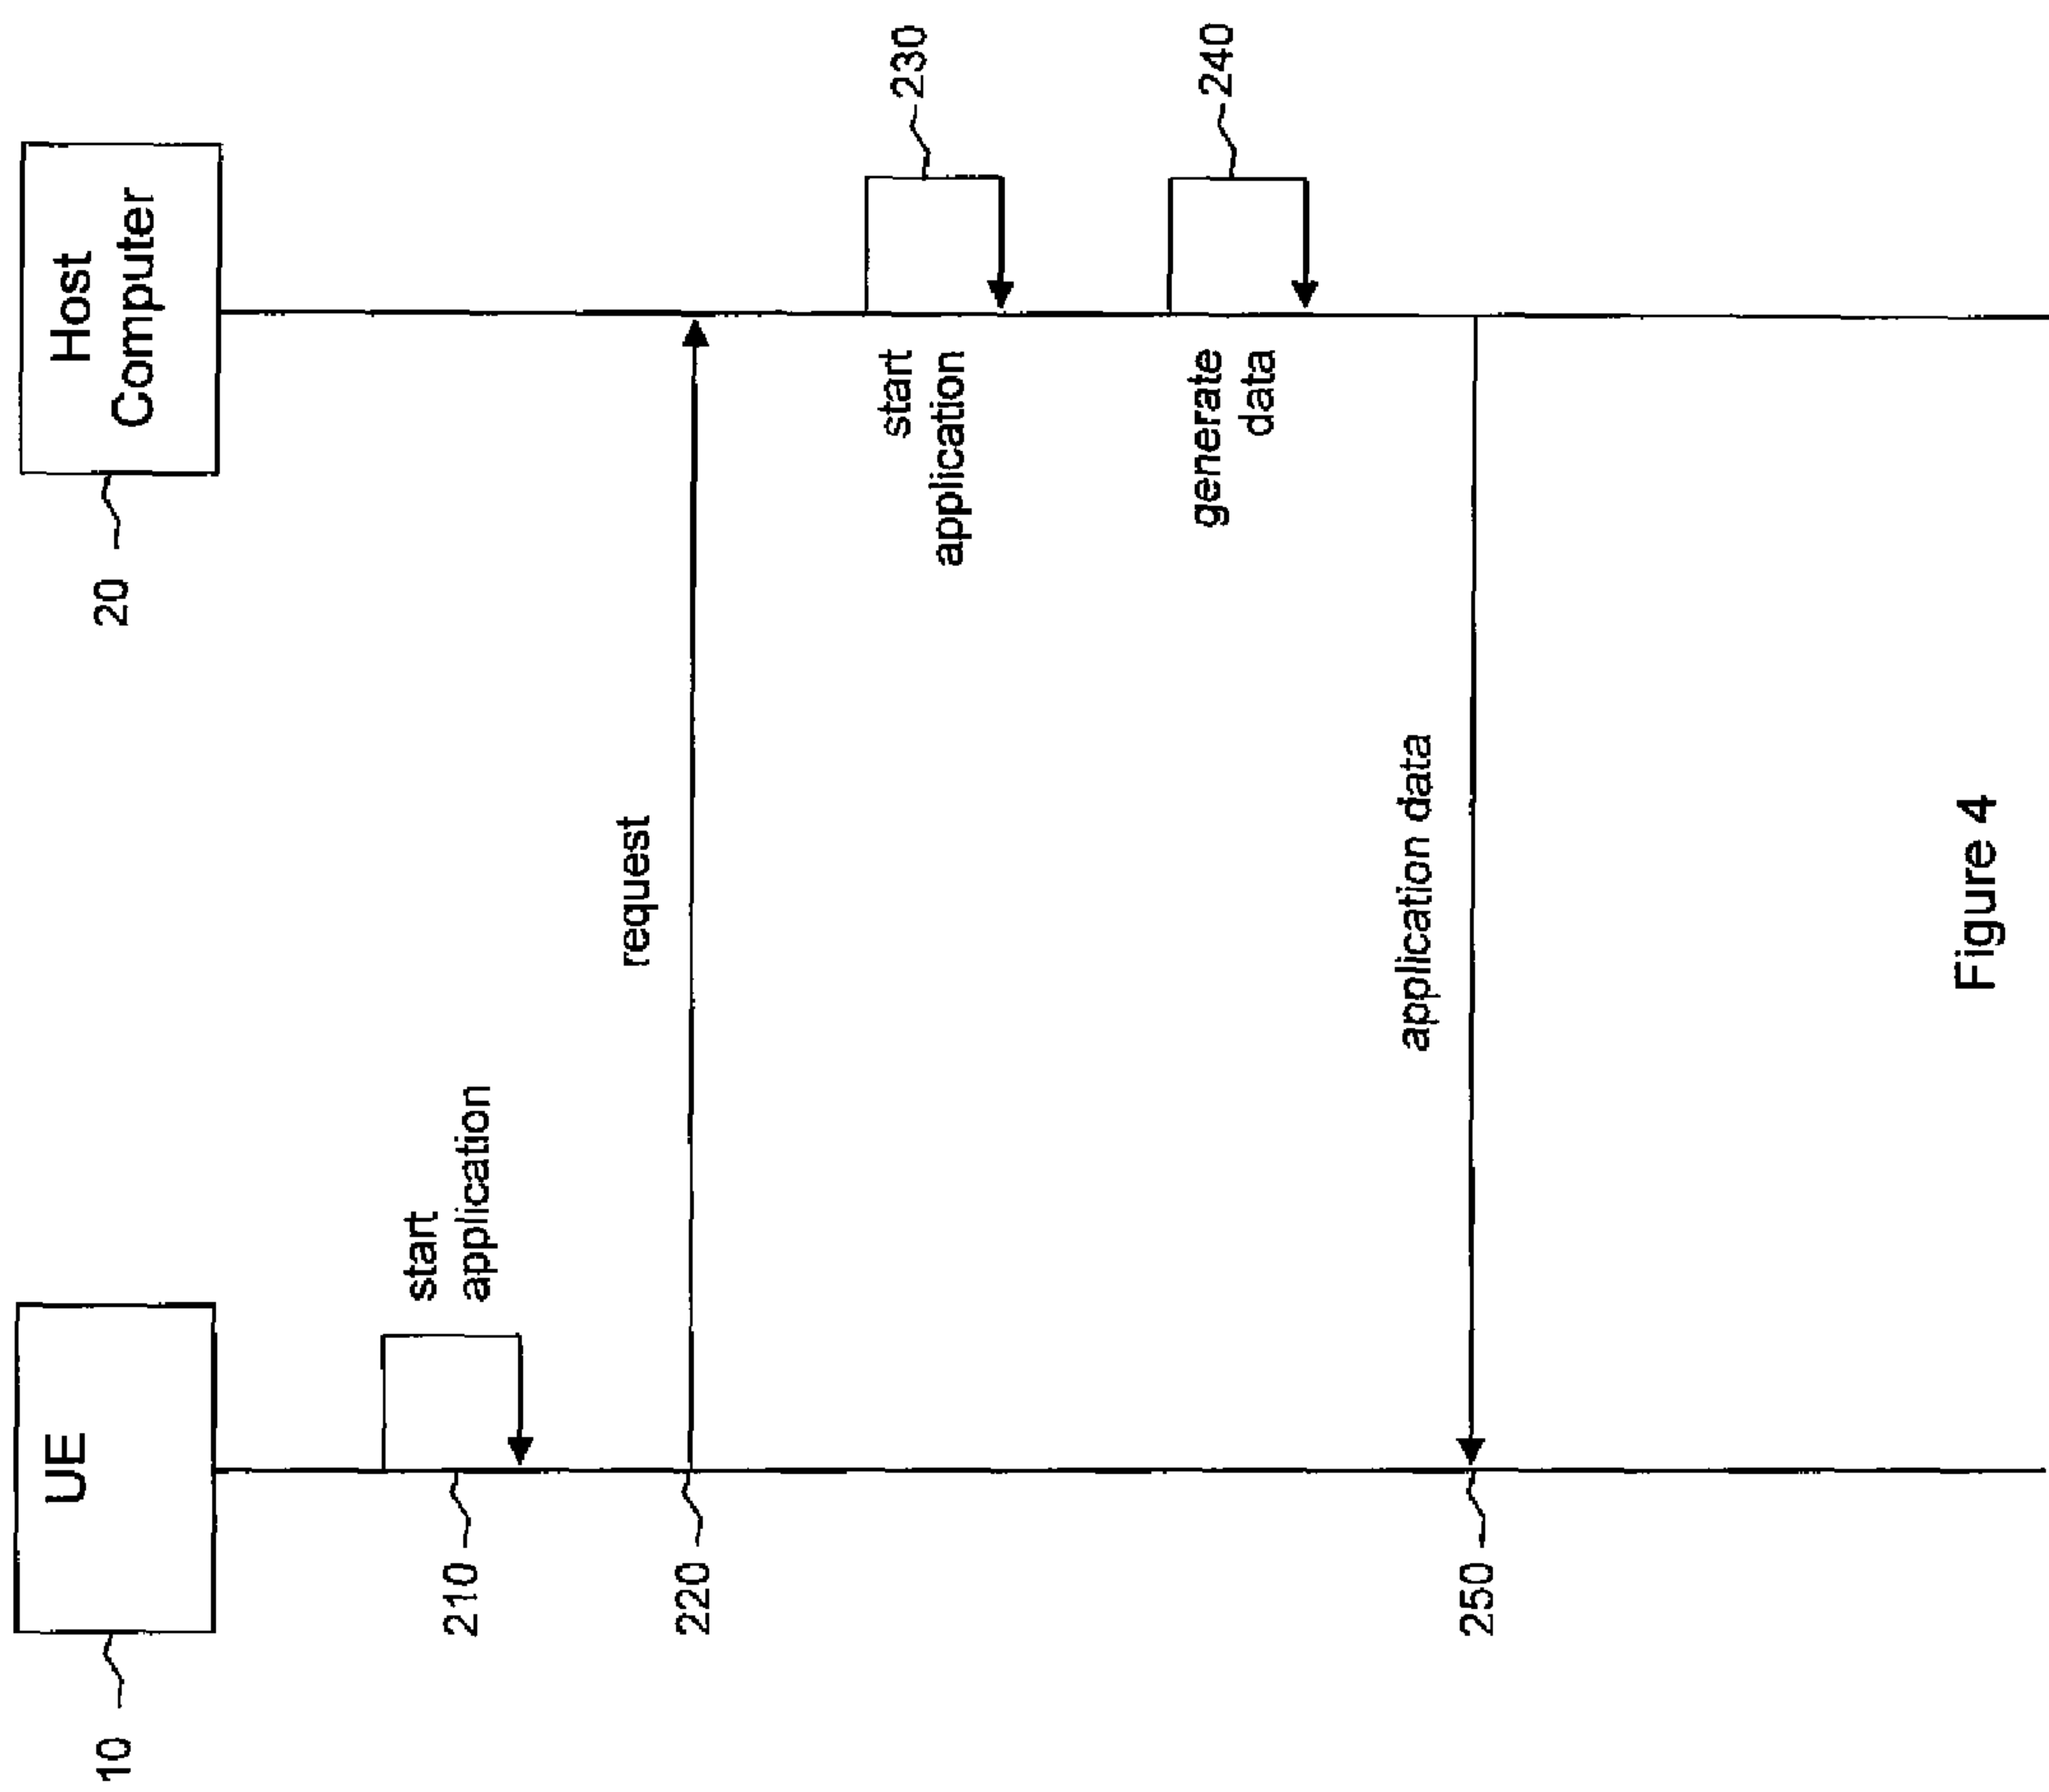 10
UE
20
Host
Computer
210
start
application
220
request
start
application
230
generate
data
240
250
application data
Figure 4